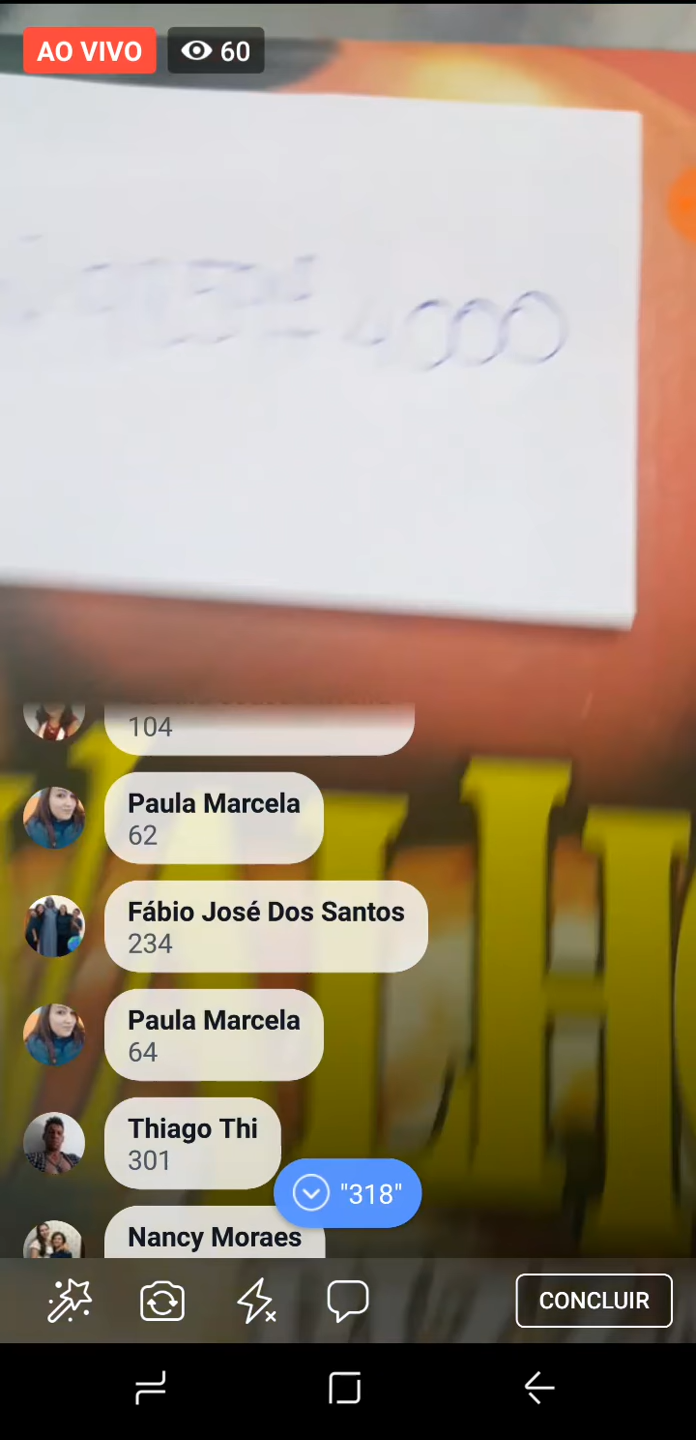 AO VIVO 60
4000
104
Paula Marcela
62
Fábio José Dos Santos
234
Paula Marcela
64
Thiago Thi
301
"318"
Nancy Moraes
CONCLUIR